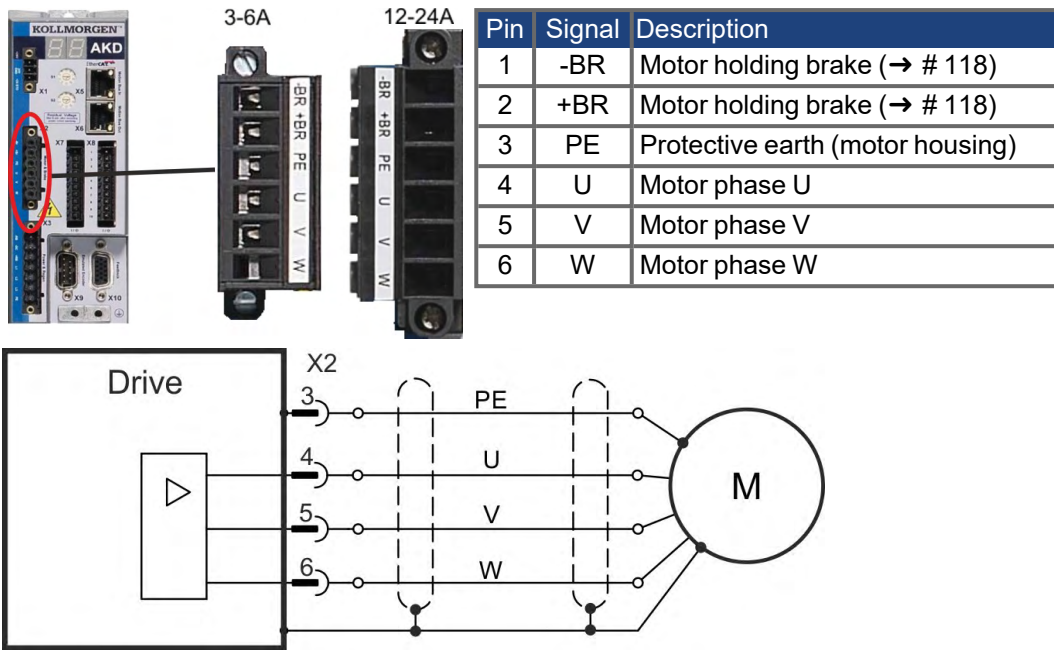 3-6A
12-24A
KOLLMORGEN
AKD
EtherCAT
X1
X5
X6
X7
X8
X3
X9
X10
-BR +BR PE U V W
-BR +BR PE U V W
Pin Signal Description
1 -BR Motor holding brake (➔ # 118)
2 +BR Motor holding brake (➔ # 118)
3 PE Protective earth (motor housing)
4 U Motor phase U
5 V Motor phase V
6 W Motor phase W
Drive
X2
3 PE
4 U
5 V
6 W
M